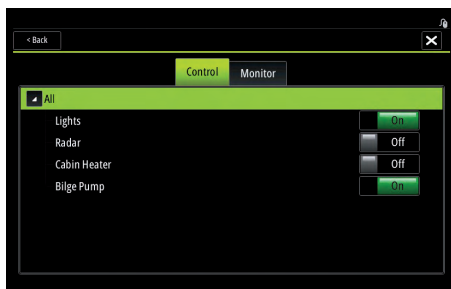 < Back
Control Monitor
All
Lights On
Radar Off
Cabin Heater Off
Bilge Pump On